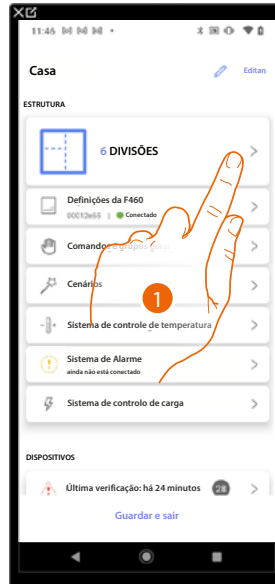 11:46
Casa
Editan
ESTRUTURA
6 DIVISÕES
Definições da F460
00012e65 | Conectado
Comandos e grupos gerais
Cenários
1
Sistema de controle de temperatura
Sistema de Alarme
ainda não está conectado
Sistema de controlo de carga
DISPOSITIVOS
Última verificação: há 24 minutos
28
Guardar e sair